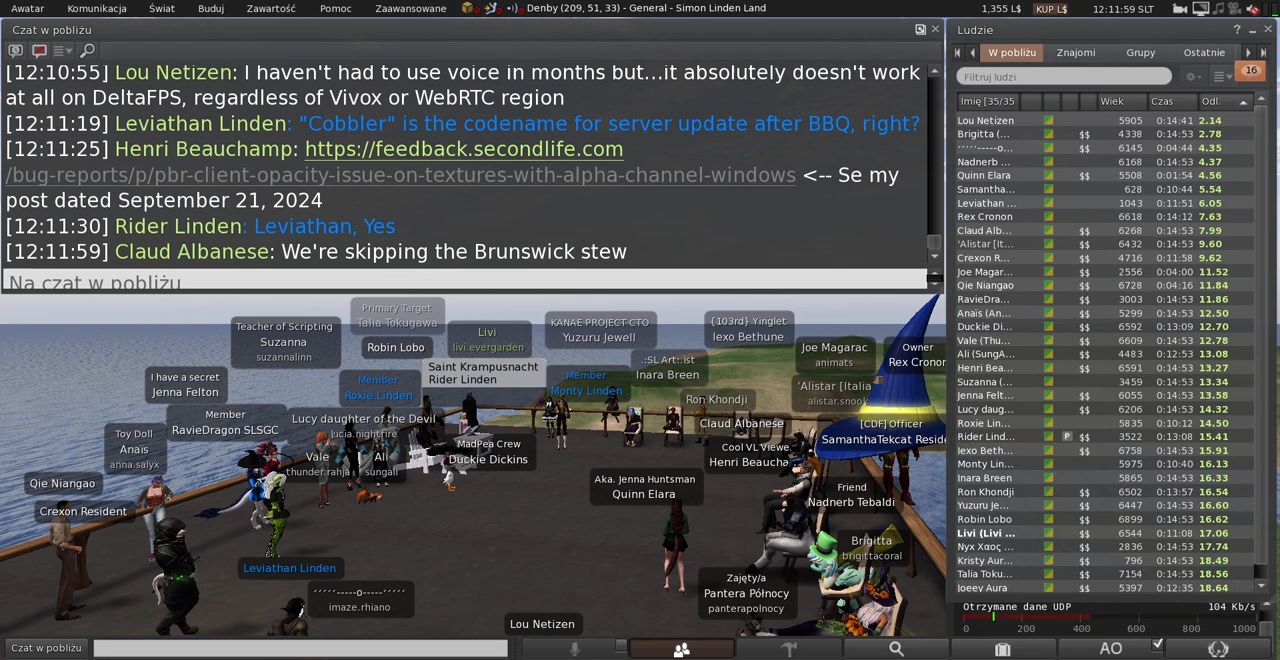 Awatar Komunikacja Świat Buduj Zawartość Pomoc Zaawansowane Denby (209, 51, 33) - General - Simon Linden Land 1,355 L$ KUP L$ 12:11:59 SLT
Czat w pobliżu
[12:10:55] Lou Netizen: I haven't had to use voice in months but...it absolutely doesn't work
at all on DeltaFPS, regardless of Vivox or WebRTC region
[12:11:19] Leviathan Linden: "Cobbler" is the codename for server update after BBQ, right?
[12:11:25] Henri Beauchamp: https://feedback.secondlife.com
/bug-reports/p/pbr-client-opacity-issue-on-textures-with-alpha-channel-windows <-- Se my
post dated September 21, 2024
[12:11:30] Rider Linden: Leviathan, Yes
[12:11:59] Claud Albanese: We're skipping the Brunswick stew
Na czat w pobliżu
Primary Target
Talia Tokugawa
Teacher of Scripting
Suzanna
suzannalinn
Robin Lobo
Livi
livi.evergarden
KANAE PROJECT CTO
Yuzuru Jewell
{103rd} Yinglet
Iexo Bethune
Joe Magarac
animats
Owner
Rex Cronon
I have a secret
Jenna Felton
Member
Roxie Linden
Saint Krampusnacht
Rider Linden
Member
Monty Linden
.:SL Art:.ist
Inara Breen
'Alistar [Italia
alistar.snook
Member
RavieDragon SLSGC
Lucy daughter of the Devil
lucia.nightfire
Ron Khondji
Claud Albanese
[CDF] Officer
SamanthaTekcat Reside
Toy Doll
Anaïs
anna.salyx
Vale
thunder.rahja
Ali
sungali
MadPea Crew
Duckie Dickins
Cool VL Viewe
Henri Beaucha
Qie Niangao
Crexon Resident
Aka. Jenna Huntsman
Quinn Elara
Friend
Nadnerb Tebaldi
Brigitta
brigittacoral
Leviathan Linden
՛՛՛՛՛-----o-----՛՛՛՛՛
imaze.rhiano
Zajęty/a
Pantera Północy
panterapolnocy
Lou Netizen
Czat w pobliżu
AO
Ludzie
W pobliżu Znajomi Grupy Ostatnie
Filtruj ludzi
16
Imię [35/35 Wiek Czas Odl.
Lou Netizen 5905 0:14:41 2.14
Brigitta (... $$ 4338 0:14:53 2.78
՛՛՛՛՛-----o... $$ 6145 0:04:44 4.35
Nadnerb ... 6168 0:14:53 4.37
Quinn Elara $$ 5508 0:01:54 4.56
Samantha... 628 0:10:44 5.54
Leviathan ... 1043 0:11:51 6.05
Rex Cronon 6618 0:14:12 7.63
Claud Alb... $$ 6268 0:14:53 7.99
'Alistar [It... $$ 6432 0:14:53 9.60
Crexon R... $$ 4716 0:11:58 9.62
Joe Magar... $$ 2556 0:04:00 11.52
Qie Niangao $$ 6728 0:04:16 11.84
RavieDra... $$ 3003 0:14:53 11.86
Anaïs (An... $$ 5299 0:14:53 12.50
Duckie Di... $$ 6592 0:13:09 12.70
Vale (Thu... $$ 6609 0:14:53 12.78
Ali (SungA... $$ 4483 0:12:53 13.08
Henri Bea... $$ 6591 0:14:53 13.27
Suzanna (... 3459 0:14:53 13.34
Jenna Felt... $$ 6055 0:14:53 13.58
Lucy daug... $$ 6206 0:14:53 14.32
Roxie Lin... $$ 5835 0:10:12 14.50
Rider Lind... P $$ 3522 0:13:08 15.41
Iexo Beth... $$ 6758 0:14:53 15.91
Monty Lin... 5975 0:10:40 16.13
Inara Breen 5865 0:14:53 16.33
Ron Khondji $$ 6502 0:13:57 16.54
Yuzuru Je... $$ 6447 0:14:53 16.60
Robin Lobo $$ 6899 0:14:53 16.62
Livi (Livi ... $$ 6544 0:11:08 17.06
Nyx Χαος ... $$ 2836 0:14:53 17.74
Kristy Aur... $$ 796 0:14:53 18.49
Talia Toku... $$ 7154 0:14:53 18.56
Joeey Aura $$ 5397 0:12:35 18.64
Otrzymane dane UDP 104 Kb/s
0 200 400 600 800 1000